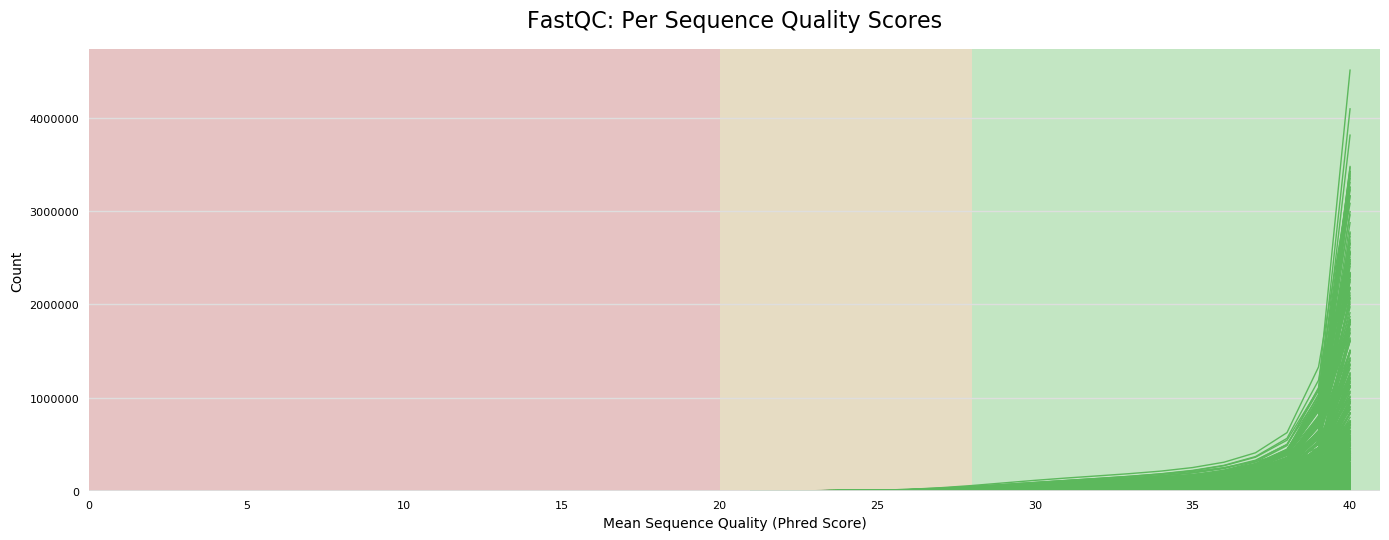 FastQC: Per Sequence Quality Scores
Count
4000000
3000000
2000000
1000000
0
0 5 10 15 20 25 30 35 40
Mean Sequence Quality (Phred Score)